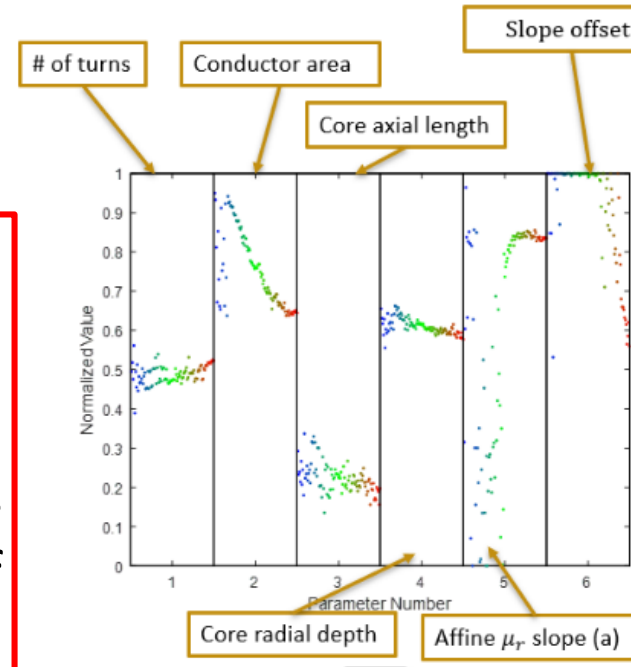 Slope offset
# of turns
Conductor area
Core axial length
1
0.9
0.8
0.7
0.6
0.5
0.4
0.3
0.2
0.1
0
Normalized Value
1 2 3 4 5 6
Parameter Number
Core radial depth
Affine μᵣ slope (a)